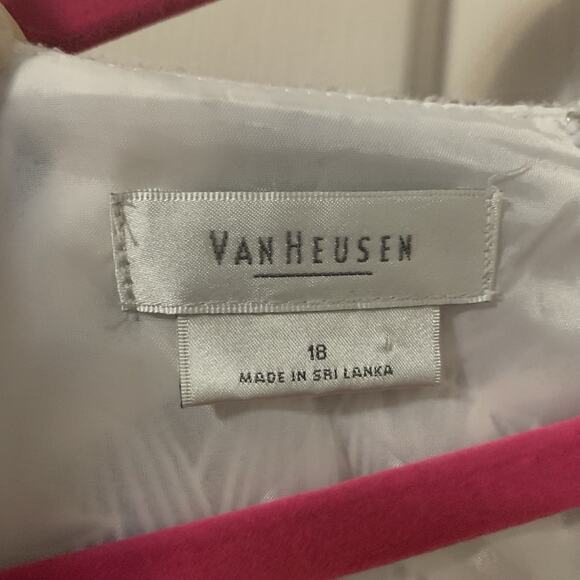 VAN HEUSEN
18
MADE IN SRI LANKA